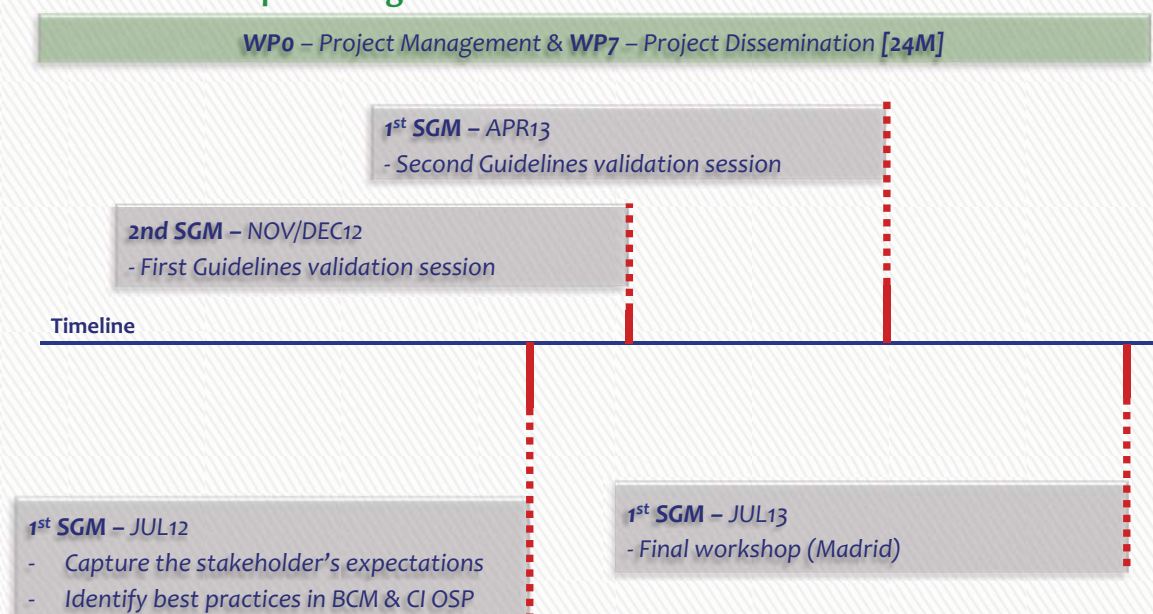 WP0 – Project Management & WP7 – Project Dissemination [24M]
1st SGM – APR13
- Second Guidelines validation session
2nd SGM – NOV/DEC12
- First Guidelines validation session
Timeline
1st SGM – JUL12
- Capture the stakeholder's expectations
- Identify best practices in BCM & CI OSP
1st SGM – JUL13
- Final workshop (Madrid)